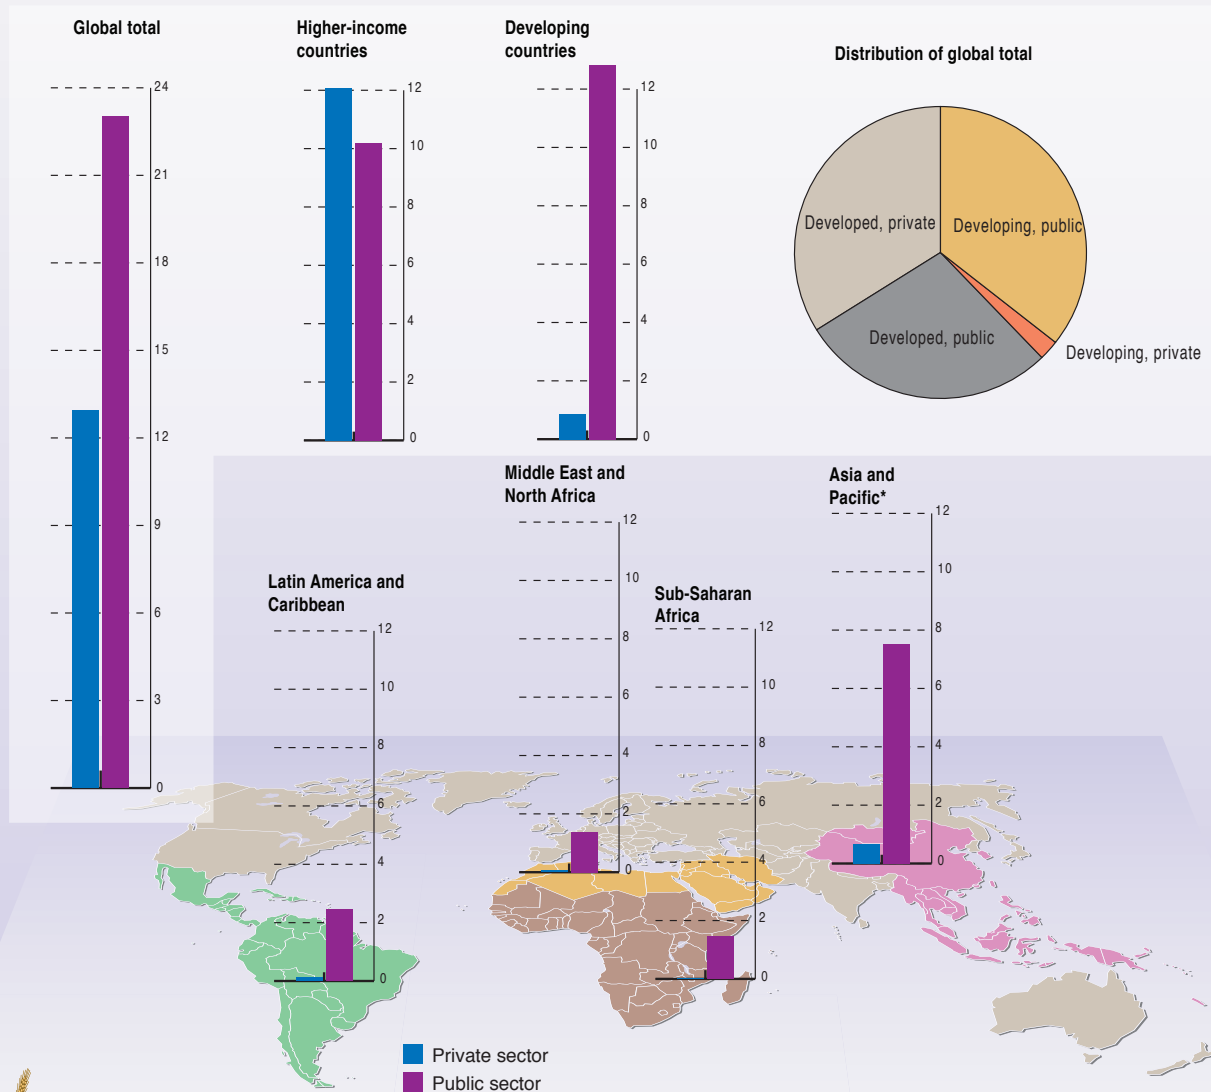 Global total
24
21
18
15
12
9
6
3
0
Higher-income
countries
12
10
8
6
4
2
0
Developing
countries
12
10
8
6
4
2
0
Distribution of global total
Developed, private
Developing, public
Developed, public
Developing, private
Latin America and
Caribbean
12
10
8
6
4
2
0
Middle East and
North Africa
12
10
8
6
4
2
0
Sub-Saharan
Africa
12
10
8
6
4
2
0
Asia and
Pacific*
12
10
8
6
4
2
0
Private sector
Public sector